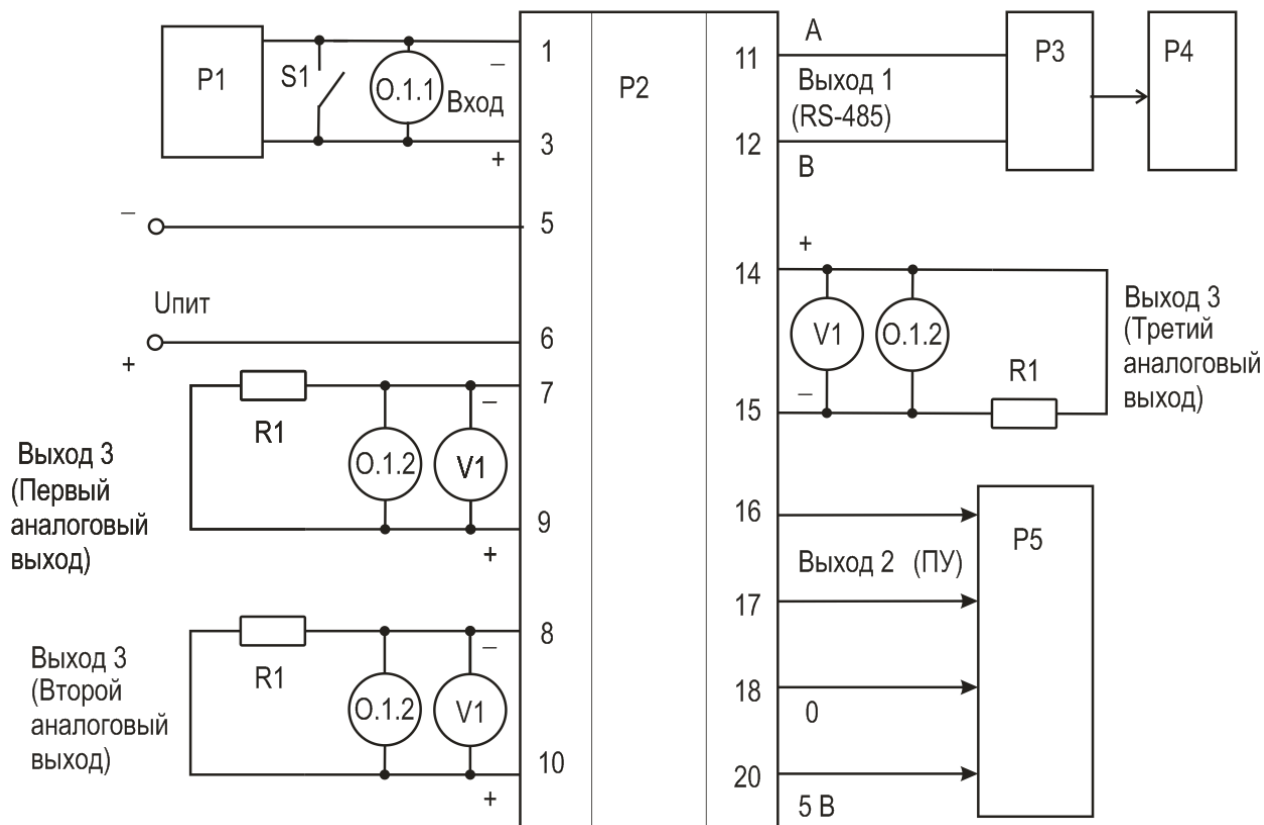 P1
S1
O.1.1
Вход
1
–
3
+
P2
–
5
Uпит
6
+
7
–
R1
O.1.2
V1
Выход 3
(Первый
аналоговый
выход)
9
+
8
–
R1
O.1.2
V1
Выход 3
(Второй
аналоговый
выход)
10
+
11
A
Выход 1
(RS-485)
12
B
P3
P4
+
14
V1
O.1.2
Выход 3
(Третий
аналоговый
выход)
–
15
R1
16
P5
Выход 2 (ПУ)
17
18
0
20
5 В